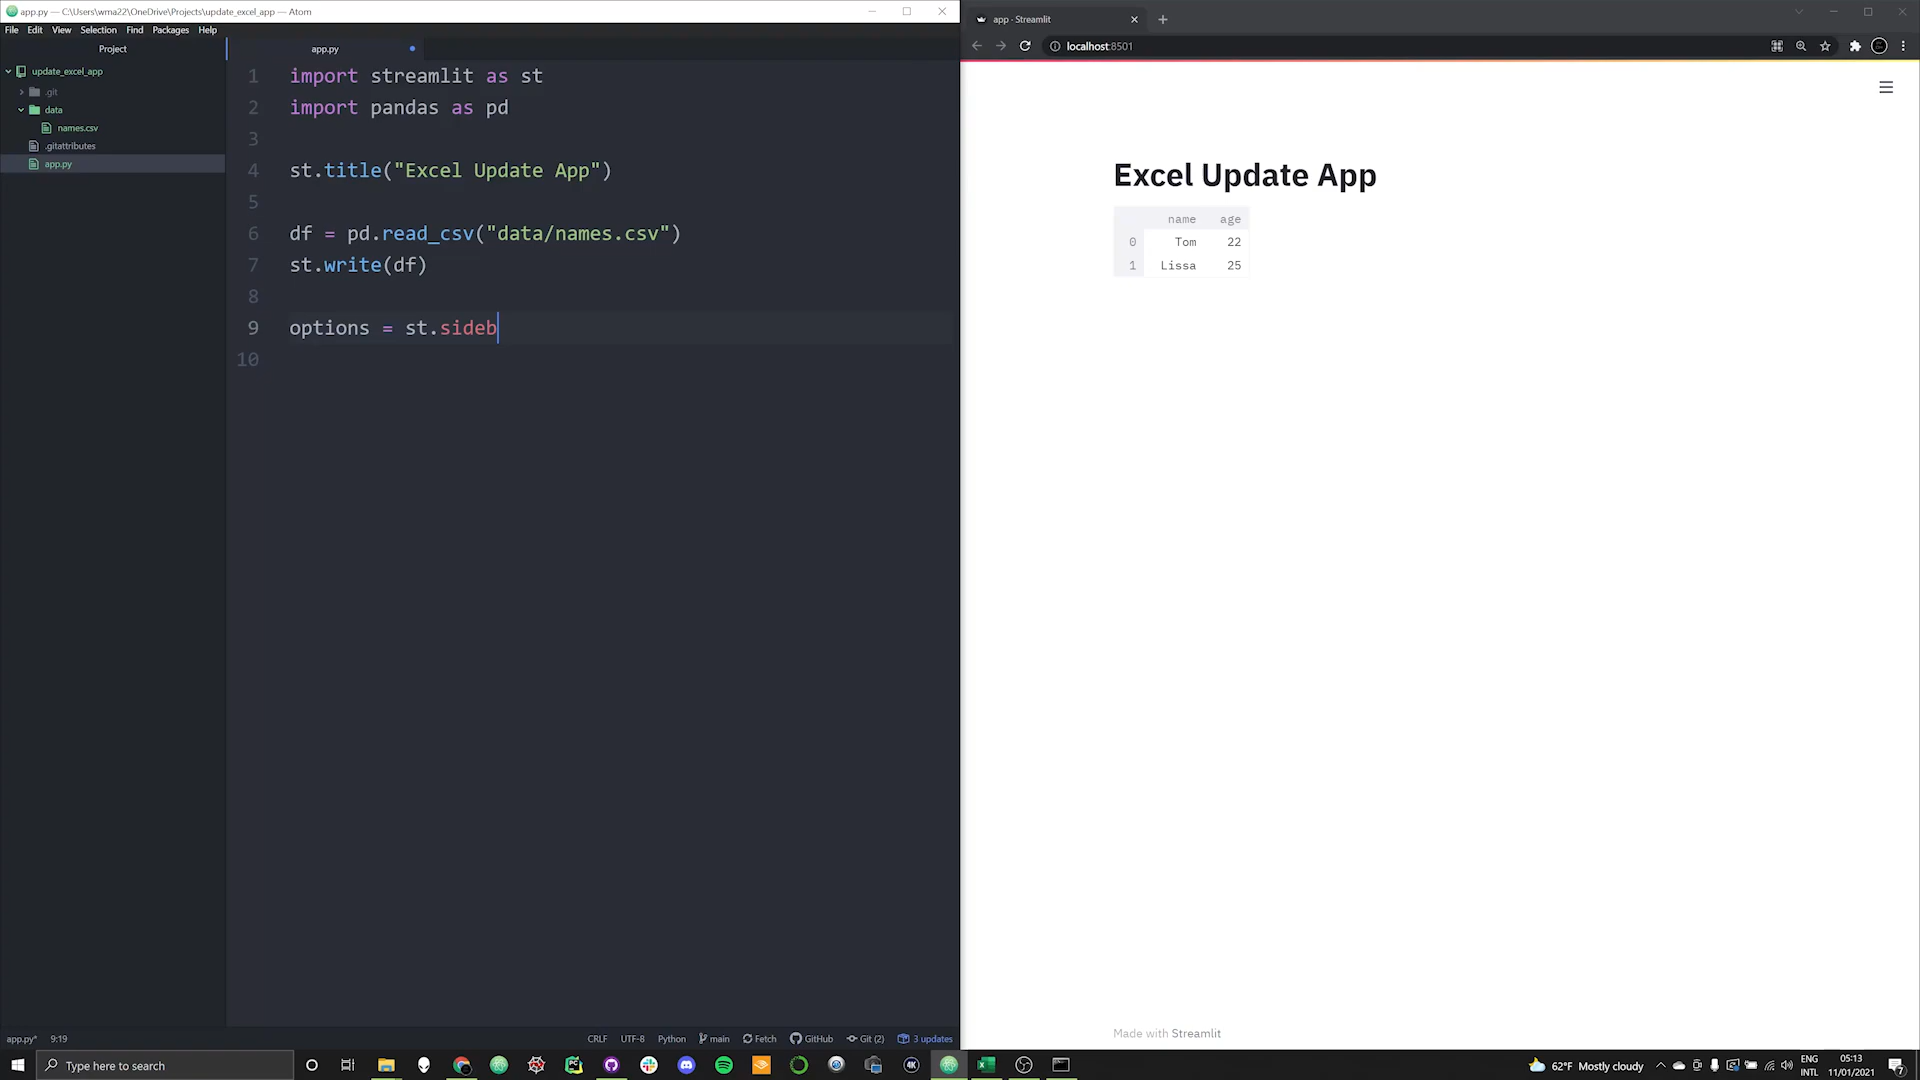 app.py — C:\Users\wma22\OneDrive\Projects\update_excel_app — Atom
File Edit View Selection Find Packages Help
Project
update_excel_app
.git
data
names.csv
.gitattributes
app.py
app.py
1 import streamlit as st
2 import pandas as pd
3
4 st.title("Excel Update App")
5
6 df = pd.read_csv("data/names.csv")
7 st.write(df)
8
9 options = st.sideb
10
app.py* 9:19
CRLF UTF-8 Python main Fetch GitHub Git (2) 3 updates
app · Streamlit
localhost:8501
Excel Update App
name age
0 Tom 22
1 Lissa 25
Made with Streamlit
Type here to search
4K
62°F Mostly cloudy
ENG
INTL
05:13
11/01/2021
7